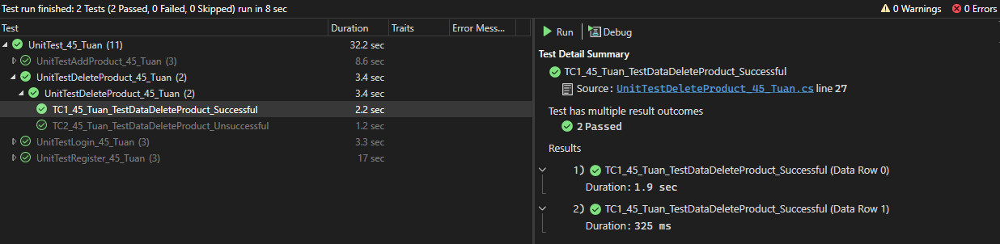 Test run finished: 2 Tests (2 Passed, 0 Failed, 0 Skipped) run in 8 sec
0 Warnings
0 Errors
Test Duration Traits Error Mess...
UnitTest_45_Tuan (11) 32.2 sec
UnitTestAddProduct_45_Tuan (3) 8.6 sec
UnitTestDeleteProduct_45_Tuan (2) 3.4 sec
UnitTestDeleteProduct_45_Tuan (2) 3.4 sec
TC1_45_Tuan_TestDataDeleteProduct_Successful 2.2 sec
TC2_45_Tuan_TestDataDeleteProduct_Unsuccessful 1.2 sec
UnitTestLogin_45_Tuan (3) 3.3 sec
UnitTestRegister_45_Tuan (3) 17 sec
Run Debug
Test Detail Summary
TC1_45_Tuan_TestDataDeleteProduct_Successful
Source: UnitTestDeleteProduct_45_Tuan.cs line 27
Test has multiple result outcomes
2 Passed
Results
1) TC1_45_Tuan_TestDataDeleteProduct_Successful (Data Row 0)
Duration: 1.9 sec
2) TC1_45_Tuan_TestDataDeleteProduct_Successful (Data Row 1)
Duration: 325 ms